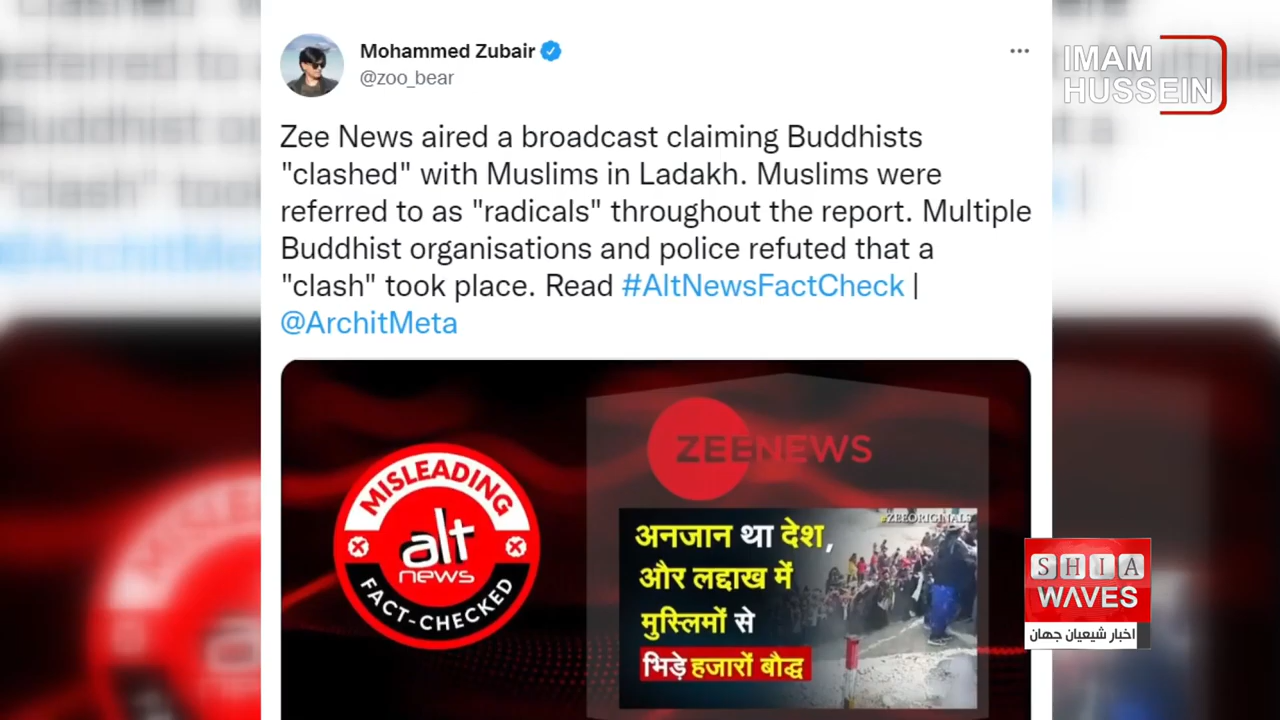 Mohammed Zubair
@zoo_bear
IMAM
HUSSEIN
Zee News aired a broadcast claiming Buddhists
"clashed" with Muslims in Ladakh. Muslims were
referred to as "radicals" throughout the report. Multiple
Buddhist organisations and police refuted that a
"clash" took place. Read #AltNewsFactCheck |
@ArchitMeta
MISLEADING
alt
news
FACT-CHECKED
ZEE NEWS
#ZEEORIGINALS
अनजान था देश,
और लद्दाख में
मुस्लिमों से
भिड़े हजारों बौद्ध
SHIA
WAVES
اخبار شیعیان جهان